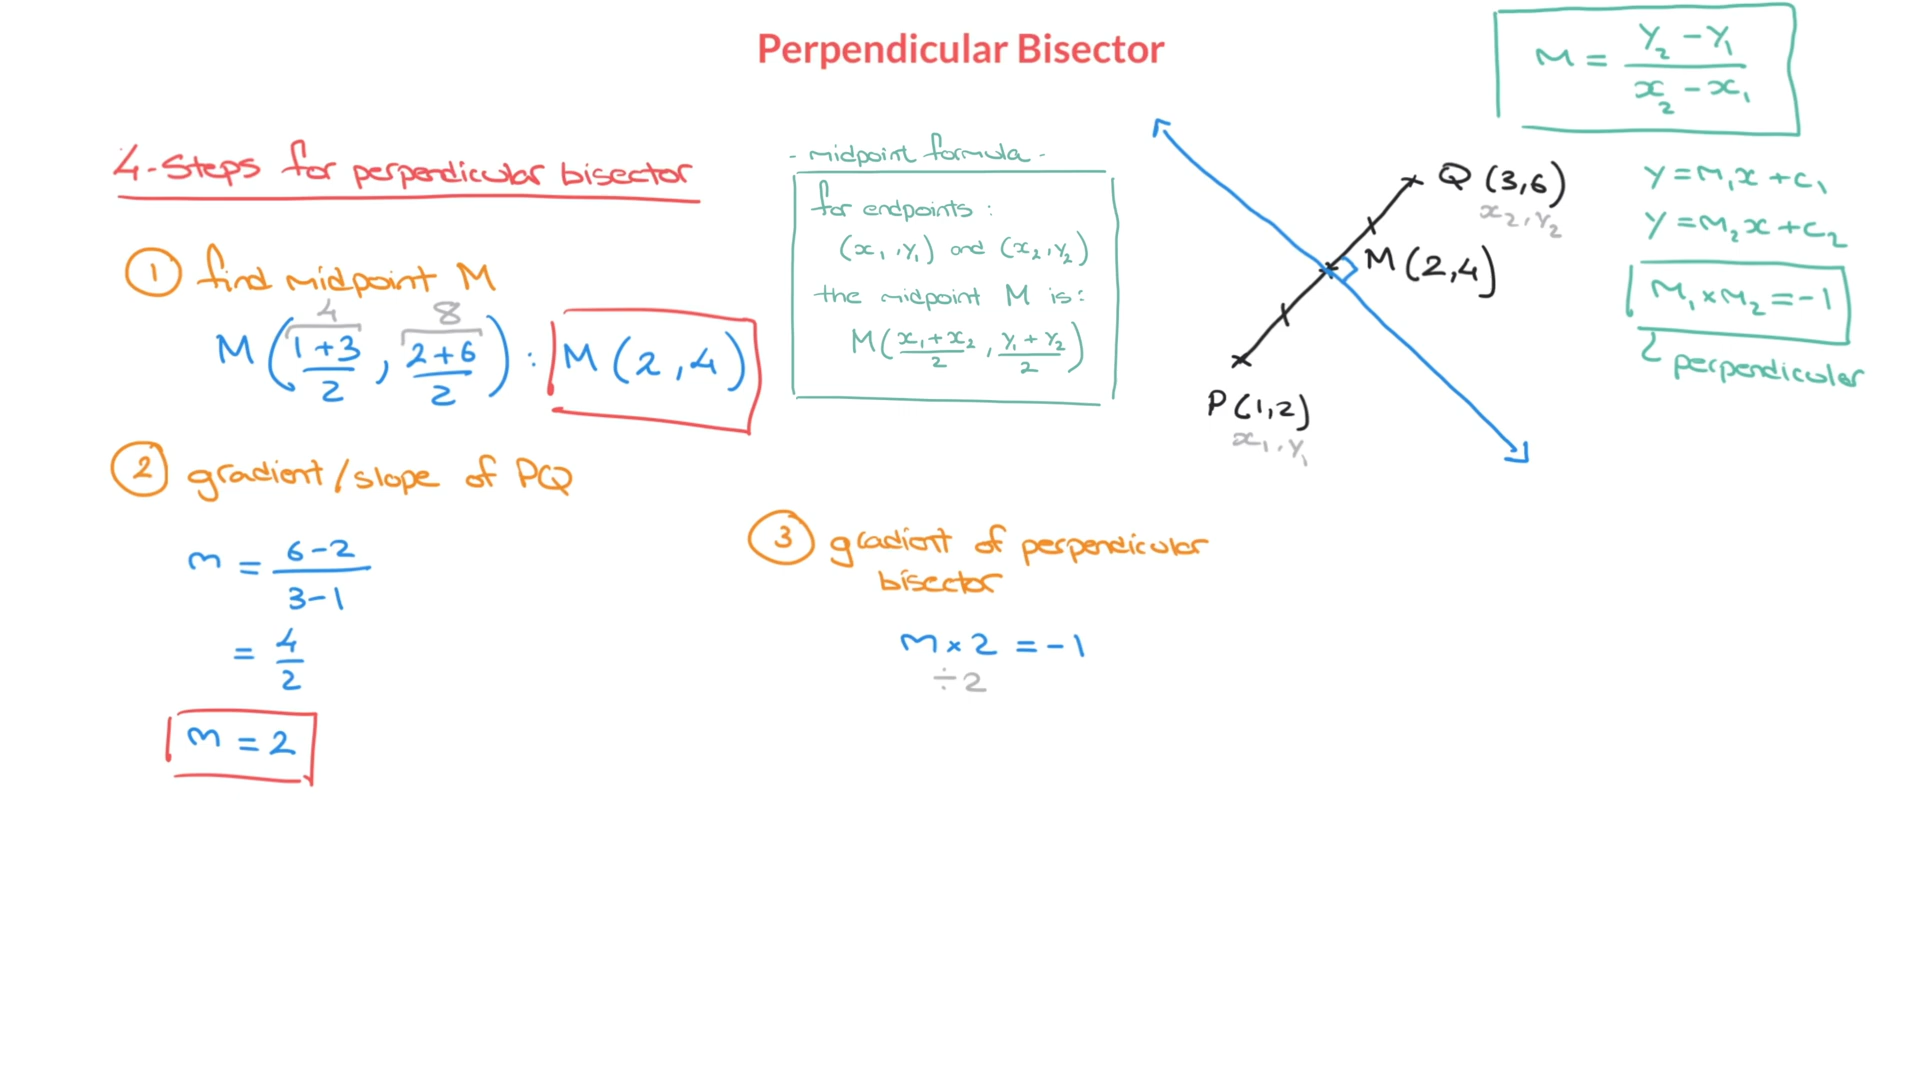 Perpendicular Bisector
4-Steps for perpendicular bisector
① find midpoint M
4 8
M(1+3/2, 2+6/2) : M(2,4)
② gradient/slope of PQ
m = 6-2/3-1
= 4/2
m = 2
- midpoint formula -
for endpoints :
(x₁,y₁) and (x₂,y₂)
the midpoint M is:
M(x₁+x₂/2, y₁+y₂/2)
③ gradient of perpendicular
bisector
m×2 = -1
÷2
Q (3,6)
x₂,y₂
M(2,4)
P(1,2)
x₁,y₁
m = y₂-y₁/x₂-x₁
y=m₁x+c₁
y=m₂x+c₂
m₁×m₂=-1
perpendicular